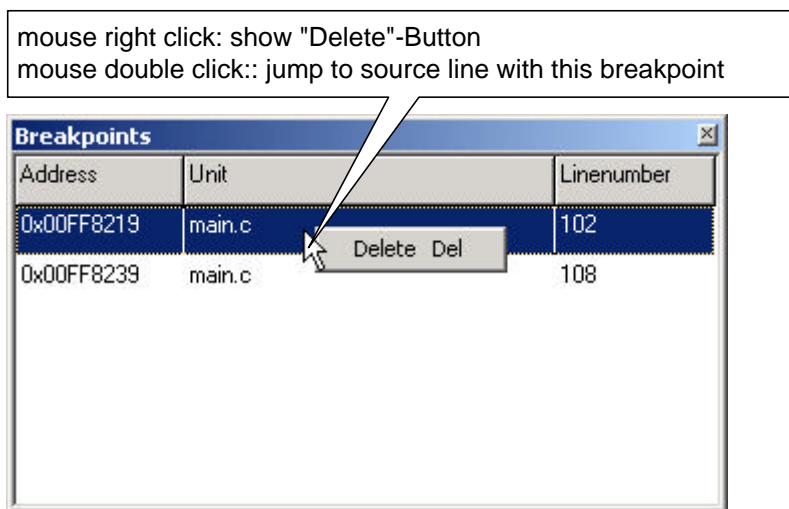 mouse right click: show "Delete"-Button
mouse double click:: jump to source line with this breakpoint
Breakpoints
Address Unit Linenumber
0x00FF8219 main.c 102
Delete Del
0x00FF8239 main.c 108